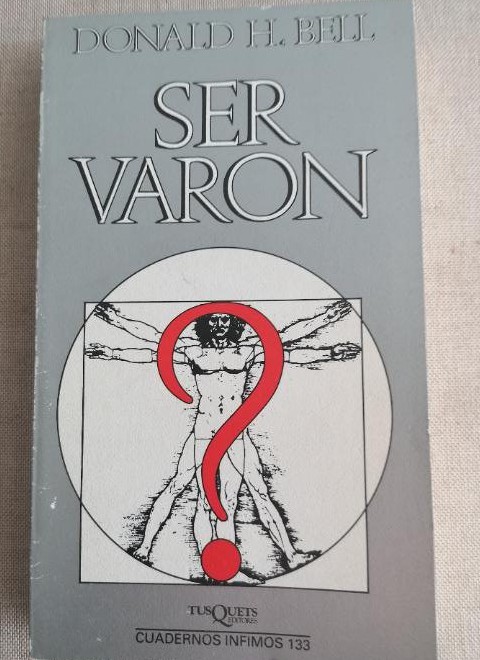 DONALD H. BELL
SER
VARON
TUSQUETS
EDITORES
CUADERNOS INFIMOS 133